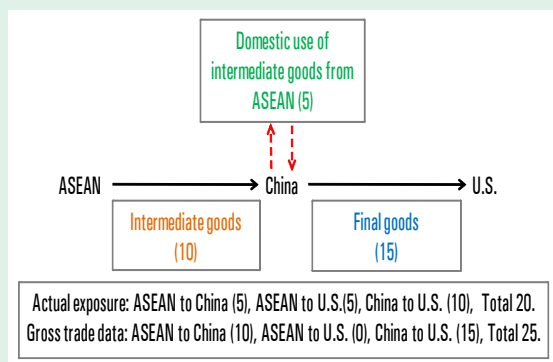 Domestic use of
intermediate goods from
ASEAN (5)
ASEAN China U.S.
Intermediate goods
(10)
Final goods
(15)
Actual exposure: ASEAN to China (5), ASEAN to U.S.(5), China to U.S. (10), Total 20.
Gross trade data: ASEAN to China (10), ASEAN to U.S. (0), China to U.S. (15), Total 25.